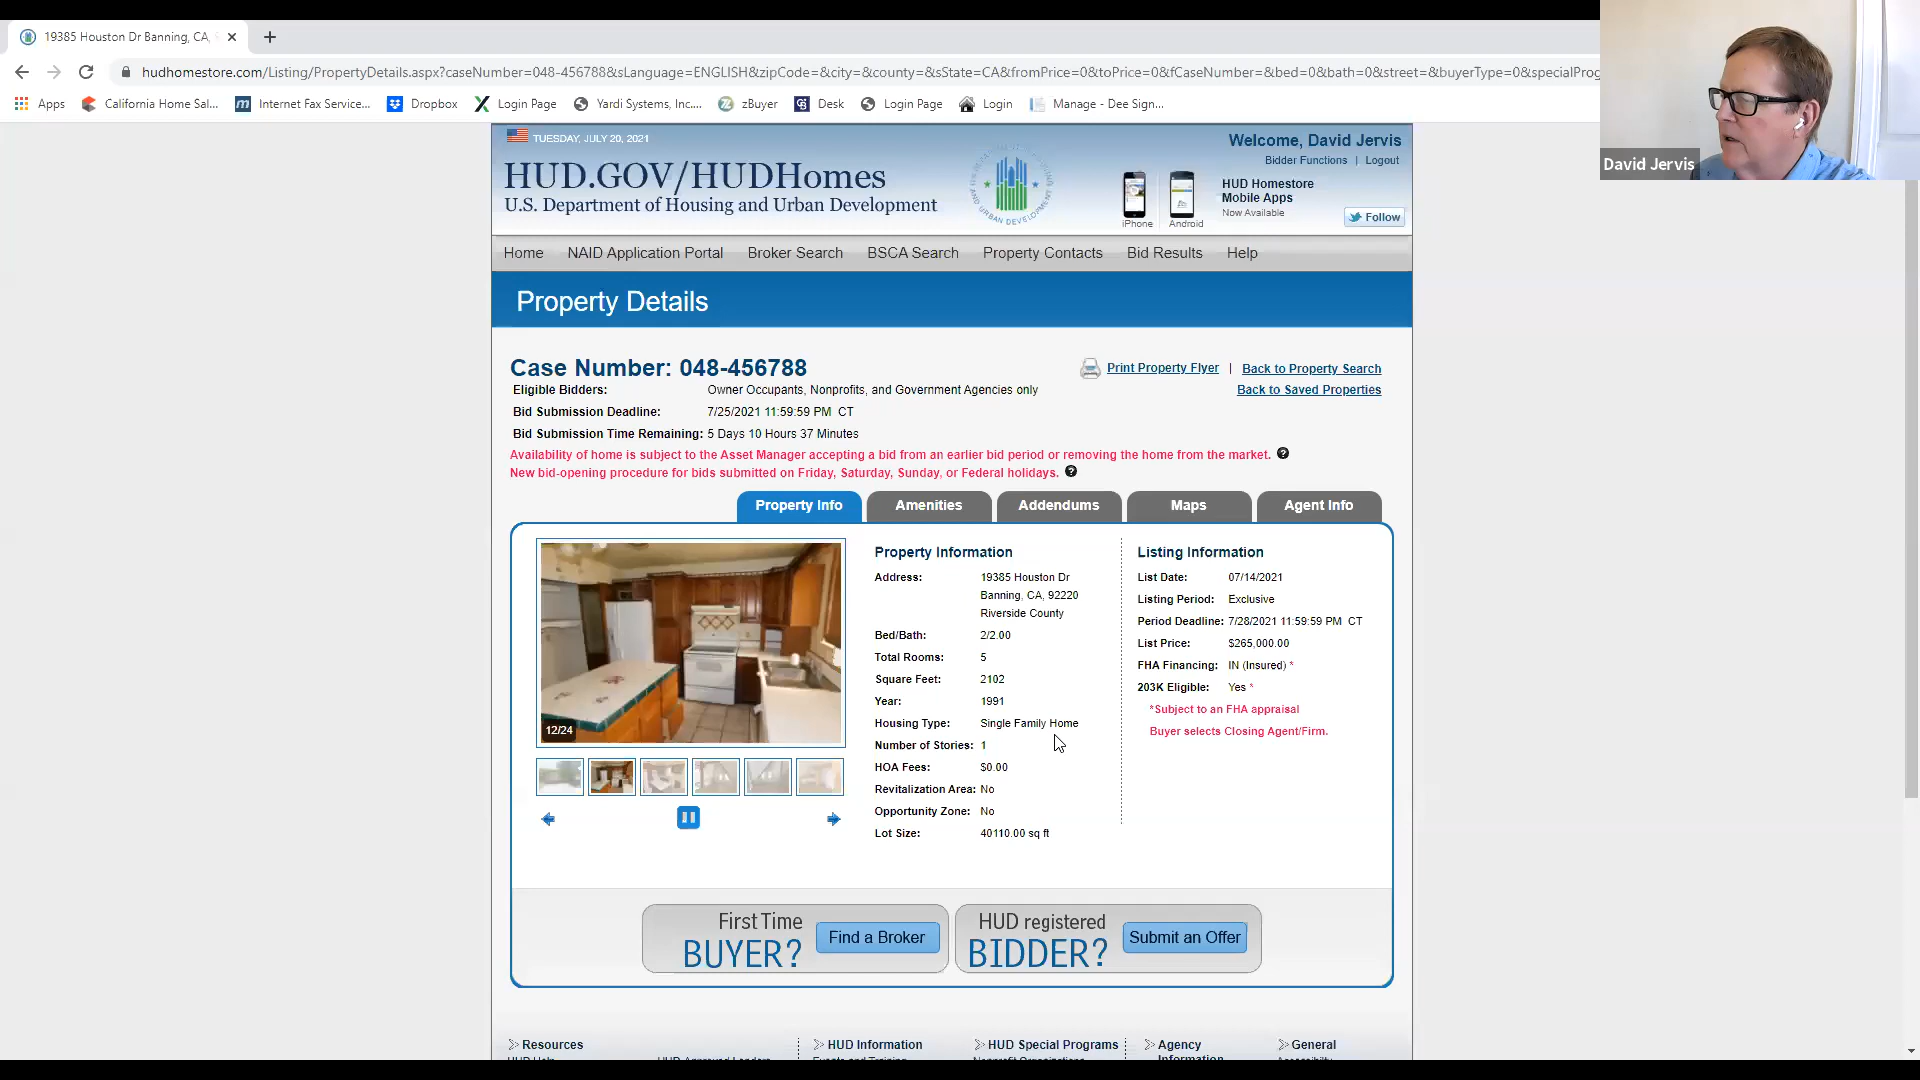 19385 Houston Dr Banning, CA,
hudhomestore.com/Listing/PropertyDetails.aspx?caseNumber=048-456788&sLanguage=ENGLISH&zipCode=&city=&county=&sState=CA&fromPrice=0&toPrice=0&fCaseNumber=&bed=0&bath=0&street=&buyerType=0&specialProg
Apps California Home Sal... Internet Fax Service... Dropbox Login Page Yardi Systems, Inc.... zBuyer Desk Login Page Login Manage - Dee Sign...
David Jervis
TUESDAY, JULY 20, 2021
Welcome, David Jervis
Bidder Functions | Logout
HUD.GOV/HUDHomes
U.S. Department of Housing and Urban Development
URBAN DEVELOPMENT
iPhone Android
HUD Homestore
Mobile Apps
Now Available
Follow
Home NAID Application Portal Broker Search BSCA Search Property Contacts Bid Results Help
Property Details
Case Number: 048-456788
Print Property Flyer | Back to Property Search
Back to Saved Properties
Eligible Bidders: Owner Occupants, Nonprofits, and Government Agencies only
Bid Submission Deadline: 7/25/2021 11:59:59 PM CT
Bid Submission Time Remaining: 5 Days 10 Hours 37 Minutes
Availability of home is subject to the Asset Manager accepting a bid from an earlier bid period or removing the home from the market. ?
New bid-opening procedure for bids submitted on Friday, Saturday, Sunday, or Federal holidays. ?
Property Info Amenities Addendums Maps Agent Info
12/24
Property Information
Address: 19385 Houston Dr
Banning, CA, 92220
Riverside County
Bed/Bath: 2/2.00
Total Rooms: 5
Square Feet: 2102
Year: 1991
Housing Type: Single Family Home
Number of Stories: 1
HOA Fees: $0.00
Revitalization Area: No
Opportunity Zone: No
Lot Size: 40110.00 sq ft
Listing Information
List Date: 07/14/2021
Listing Period: Exclusive
Period Deadline: 7/28/2021 11:59:59 PM CT
List Price: $265,000.00
FHA Financing: IN (Insured) *
203K Eligible: Yes *
*Subject to an FHA appraisal
Buyer selects Closing Agent/Firm.
First Time
BUYER?
Find a Broker
HUD registered
BIDDER?
Submit an Offer
Resources HUD Information HUD Special Programs Agency General
Information